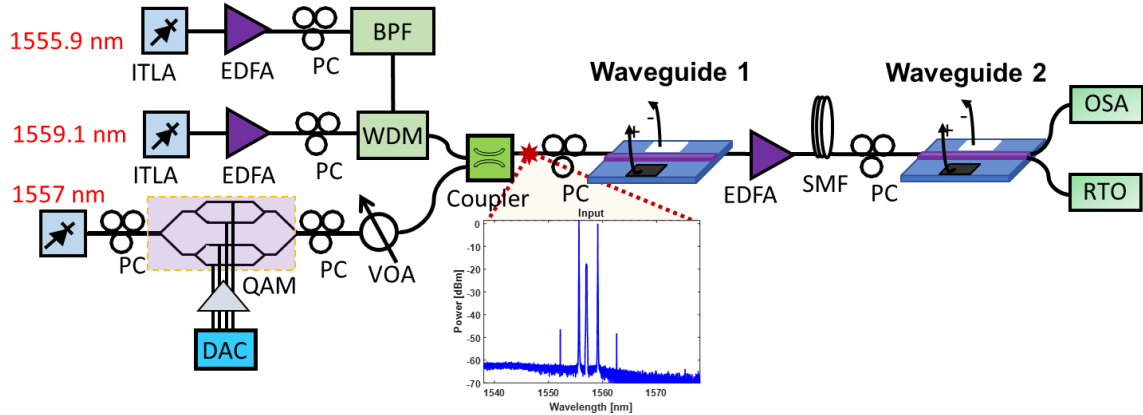 1555.9 nm
ITLA
EDFA
PC
BPF
1559.1 nm
ITLA
EDFA
PC
WDM
1557 nm
PC
QAM
DAC
PC
VOA
Coupler
PC
Waveguide 1
+
-
EDFA
SMF
PC
Waveguide 2
+
-
OSA
RTO
Input
Power [dBm]
0
-10
-20
-30
-40
-50
-60
-70
1540
1550
1560
1570
Wavelength [nm]